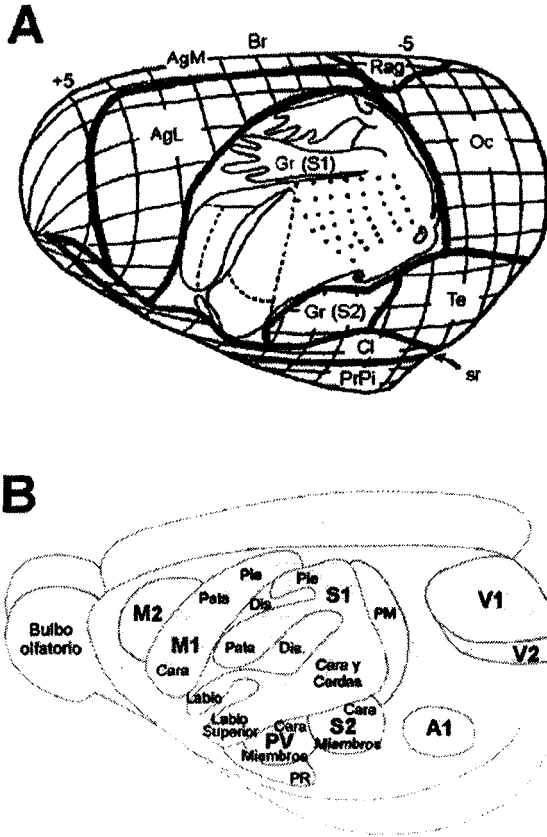 A
+5
AgM
Br
-5
Rag
AgL
Gr (S1)
Oc
Gr (S2)
Te
Cl
PrPi
sr
B
Bulbo
olfatorio
M2
M1
Cara
Pata
Pie
Dis.
Pie
S1
PM
V1
V2
Pata
Dis.
Cara y
Cerdas
Labio
Labio
Superior
Cara
PV
Miembros
PR
Cara
S2
Miembros
A1